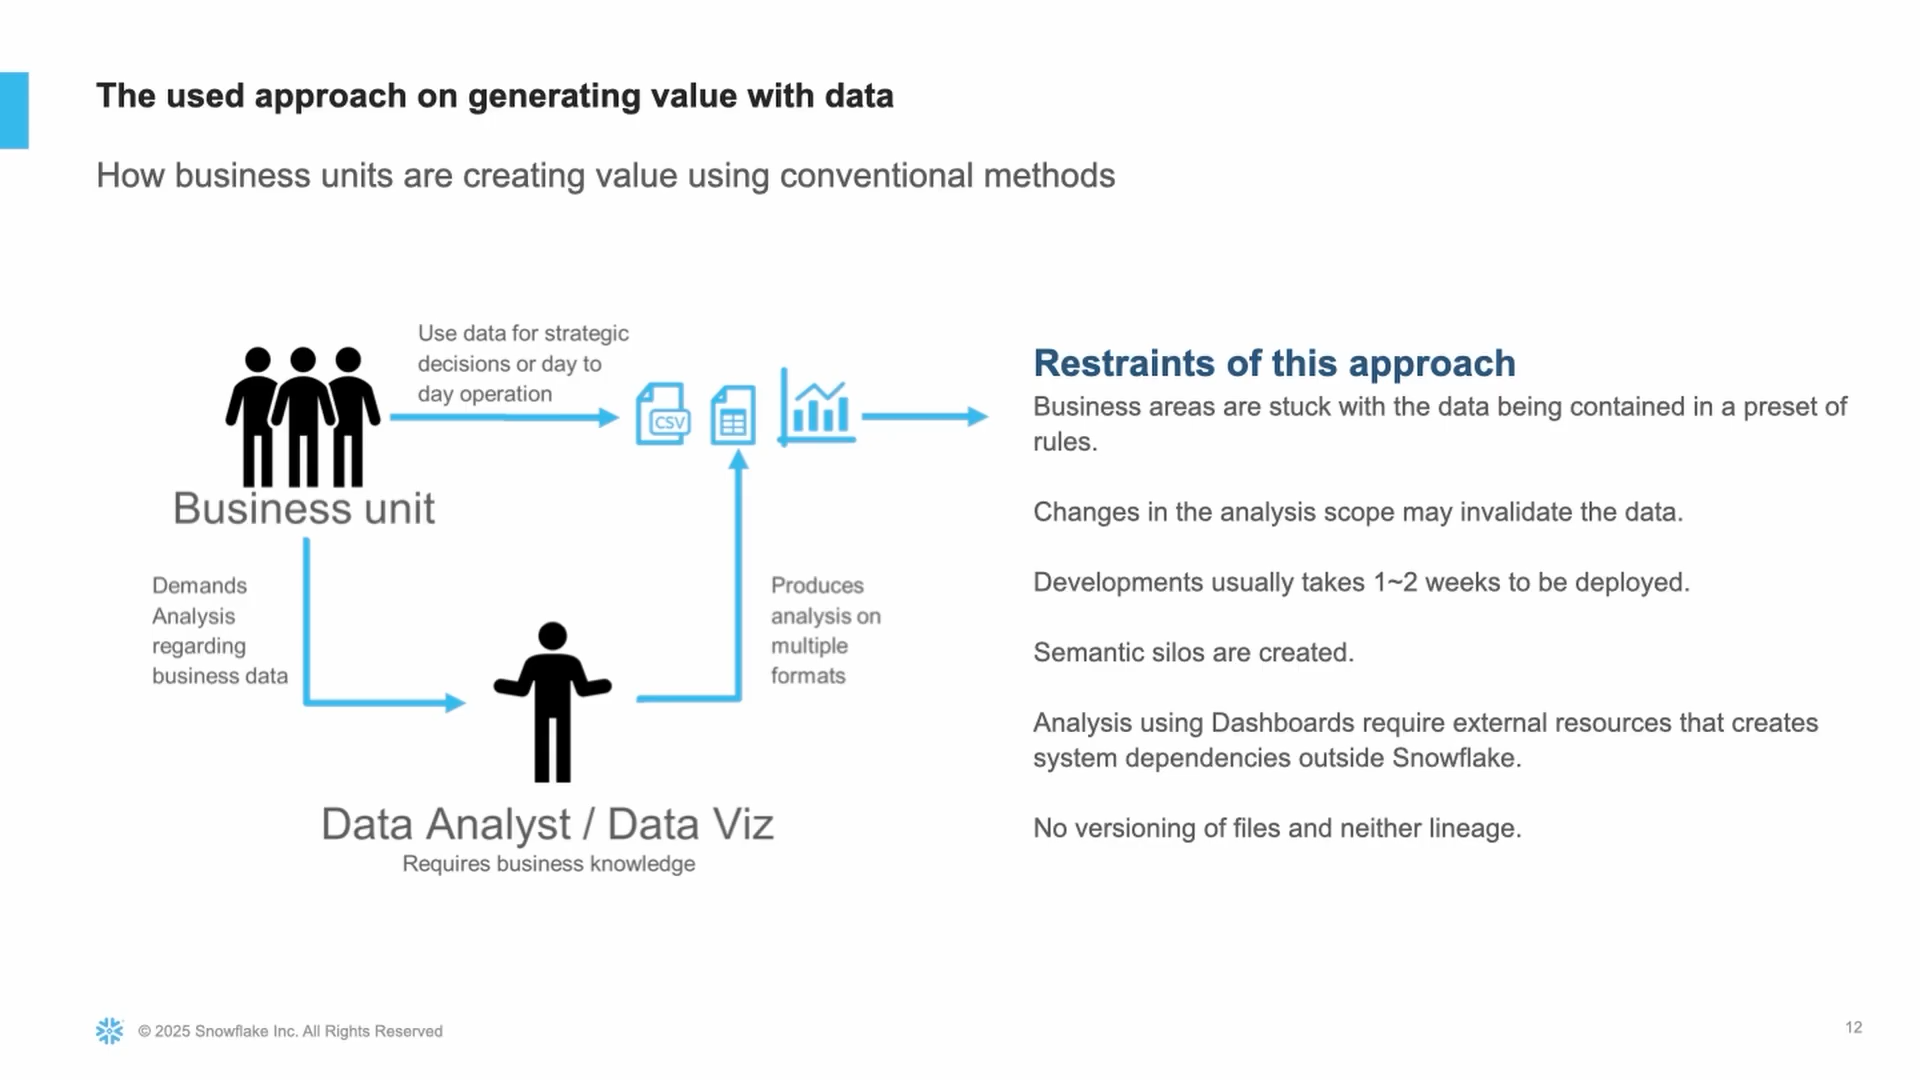 The used approach on generating value with data
How business units are creating value using conventional methods
Use data for strategic
decisions or day to
day operation
CSV
Business unit
Demands
Analysis
regarding
business data
Produces
analysis on
multiple
formats
Data Analyst / Data Viz
Requires business knowledge
Restraints of this approach
Business areas are stuck with the data being contained in a preset of
rules.
Changes in the analysis scope may invalidate the data.
Developments usually takes 1~2 weeks to be deployed.
Semantic silos are created.
Analysis using Dashboards require external resources that creates
system dependencies outside Snowflake.
No versioning of files and neither lineage.
© 2025 Snowflake Inc. All Rights Reserved
12